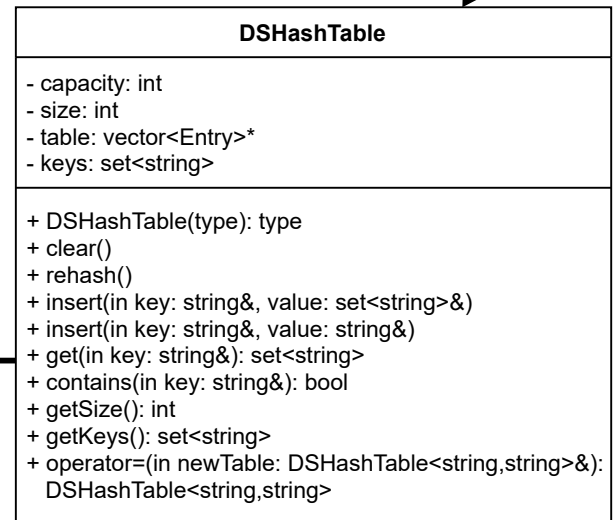 DSHashTable
- capacity: int
- size: int
- table: vector<Entry>*
- keys: set<string>
+ DSHashTable(type): type
+ clear()
+ rehash()
+ insert(in key: string&, value: set<string>&)
+ insert(in key: string&, value: string&)
+ get(in key: string&): set<string>
+ contains(in key: string&): bool
+ getSize(): int
+ getKeys(): set<string>
+ operator=(in newTable: DSHashTable<string,string>&):
DSHashTable<string,string>